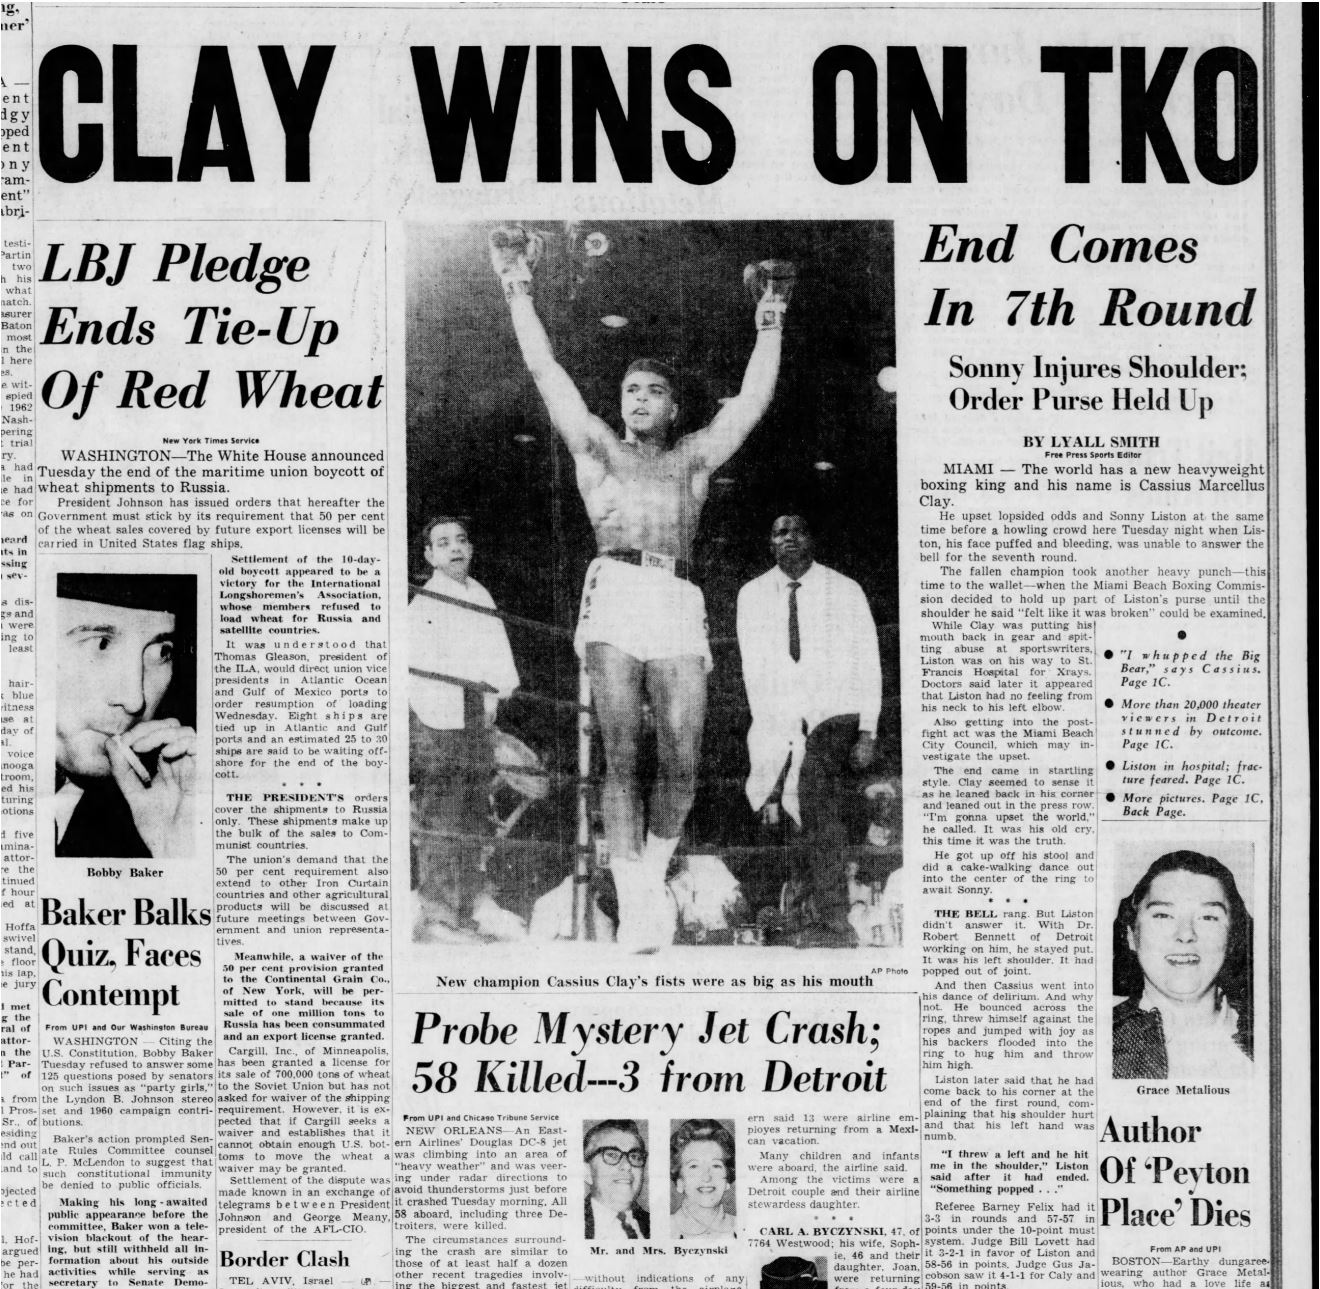 CLAY WINS ON TKO
LBJ Pledge
Ends Tie-Up
Of Red Wheat
New York Times Service
WASHINGTON—The White House announced
Tuesday the end of the maritime union boycott of
wheat shipments to Russia.
President Johnson has issued orders that hereafter the
Government must stick by its requirement that 50 per cent
of the wheat sales covered by future export licenses will be
carried in United States flag ships.
Settlement of the 10-day-
old boycott appeared to be a
victory for the International
Longshoremen's Association,
whose members refused to
load wheat for Russia and
satellite countries.
It was understood that
Thomas Gleason, president of
the ILA, would direct union vice
presidents in Atlantic Ocean
and Gulf of Mexico ports to
order resumption of loading
Wednesday. Eight ships are
tied up in Atlantic and Gulf
ports and an estimated 25 to 30
ships are said to be waiting off-
shore for the end of the boy-
cott.
* * *
THE PRESIDENT'S orders
cover the shipments to Russia
only. These shipments make up
the bulk of the sales to Com-
munist countries.
The union's demand that the
50 per cent requirement also
extend to other Iron Curtain
countries and other agricultural
products will be discussed at
future meetings between Gov-
ernment and union representa-
tives.
Meanwhile, a waiver of the
50 per cent provision granted
to the Continental Grain Co.,
of New York, will be per-
mitted to stand because its
sale of one million tons to
Russia has been consummated
and an export license granted.
Cargill, Inc., of Minneapolis,
has been granted a license for
its sale of 700,000 tons of wheat
to the Soviet Union but has not
asked for waiver of the shipping
requirement. However, it is ex-
pected that if Cargill seeks a
waiver and establishes that it
cannot obtain enough U.S. bot-
toms to move the wheat a
waiver may be granted.
Settlement of the dispute was
made known in an exchange of
telegrams between President
Johnson and George Meany,
president of the AFL-CIO.
Border Clash
TEL AVIV, Israel —
Bobby Baker
Baker Balks
Quiz, Faces
Contempt
From UPI and Our Washington Bureau
WASHINGTON — Citing the
U.S. Constitution, Bobby Baker
Tuesday refused to answer some
125 questions posed by senators
on such issues as "party girls,"
the Lyndon B. Johnson stereo
set and 1960 campaign contri-
butions.
Baker's action prompted Sen-
ate Rules Committee counsel
L. P. McLendon to suggest that
such constitutional immunity
be denied to public officials.
Making his long-awaited
public appearance before the
committee, Baker won a tele-
vision blackout of the hear-
ing, but still withheld all in-
formation about his outside
activities while serving as
secretary to Senate Demo-
AP Photo
New champion Cassius Clay's fists were as big as his mouth
Probe Mystery Jet Crash;
58 Killed---3 from Detroit
From UPI and Chicago Tribune Service
NEW ORLEANS—An East-
ern Airlines' Douglas DC-8 jet
was climbing into an area of
"heavy weather" and was veer-
ing under radar directions to
avoid thunderstorms just before
it crashed Tuesday morning. All
58 aboard, including three De-
troiters, were killed.
The circumstances surround-
ing the crash are similar to
those of at least half a dozen
other recent tragedies involv-
ing the biggest and fastest jet
Mr. and Mrs. Byczynski
—without indications of any
ern said 13 were airline em-
ployes returning from a Mexi-
can vacation.
Many children and infants
were aboard, the airline said.
Among the victims were a
Detroit couple and their airline
stewardess daughter.
* * *
CARL A. BYCZYNSKI, 47, of
7764 Westwood; his wife, Soph-
ie, 46 and their
daughter, Joan,
were returning
End Comes
In 7th Round
Sonny Injures Shoulder;
Order Purse Held Up
BY LYALL SMITH
Free Press Sports Editor
MIAMI — The world has a new heavyweight
boxing king and his name is Cassius Marcellus
Clay.
He upset lopsided odds and Sonny Liston at the same
time before a howling crowd here Tuesday night when Lis-
ton, his face puffed and bleeding, was unable to answer the
bell for the seventh round.
The fallen champion took another heavy punch—this
time to the wallet—when the Miami Beach Boxing Commis-
sion decided to hold up part of Liston's purse until the
shoulder he said "felt like it was broken" could be examined.
While Clay was putting his
mouth back in gear and spit-
ting abuse at sportswriters,
Liston was on his way to St.
Francis Hospital for Xrays.
Doctors said later it appeared
that Liston had no feeling from
his neck to his left elbow.
Also getting into the post-
fight act was the Miami Beach
City Council, which may in-
vestigate the upset.
The end came in startling
style. Clay seemed to sense it
as he leaned back in his corner
and leaned out in the press row.
"I'm gonna upset the world,"
he called. It was his old cry,
this time it was the truth.
He got up off his stool and
did a cake-walking dance out
into the center of the ring to
await Sonny.
* * *
THE BELL rang. But Liston
didn't answer it. With Dr.
Robert Bennett of Detroit
working on him, he stayed put.
It was his left shoulder. It had
popped out of joint.
And then Cassius went into
his dance of delirium. And why
not. He bounced across the
ring, threw himself against the
ropes and jumped with joy as
his backers flooded into the
ring to hug him and throw
him high.
Liston later said that he had
come back to his corner at the
end of the first round, com-
plaining that his shoulder hurt
and that his left hand was
numb.
"I threw a left and he hit
me in the shoulder," Liston
said after it had ended.
"Something popped . . ."
Referee Barney Felix had it
3-3 in rounds and 57-57 in
points under the 10-point must
system. Judge Bill Lovett had
it 3-2-1 in favor of Liston and
58-56 in points. Judge Gus Ja-
cobson saw it 4-1-1 for Caly and
59-56 in points.
● "I whupped the Big
Bear," says Cassius.
Page 1C.
● More than 20,000 theater
viewers in Detroit
stunned by outcome.
Page 1C.
● Liston in hospital; frac-
ture feared. Page 1C.
● More pictures. Page 1C,
Back Page.
Grace Metalious
Author
Of 'Peyton
Place' Dies
From AP and UPI
BOSTON—Earthy dungaree-
wearing author Grace Metal-
ious, who had a love life as